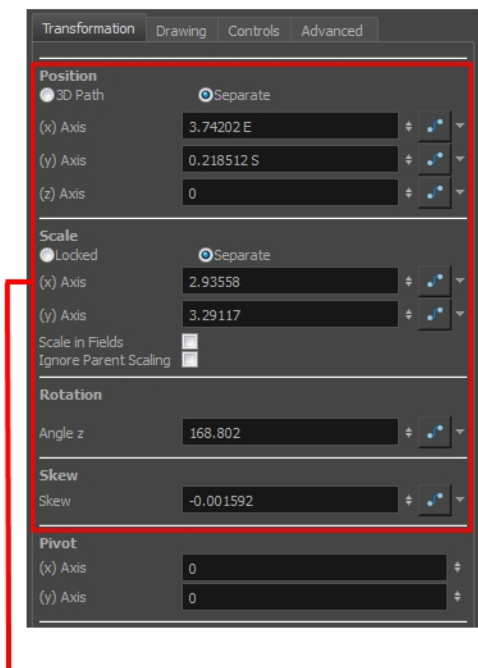 Transformation Drawing Controls Advanced
Position
3D Path Separate
(x) Axis 3.74202 E
(y) Axis 0.218512 S
(z) Axis 0
Scale
Locked Separate
(x) Axis 2.93558
(y) Axis 3.29117
Scale in Fields
Ignore Parent Scaling
Rotation
Angle z 168.802
Skew
Skew -0.001592
Pivot
(x) Axis 0
(y) Axis 0